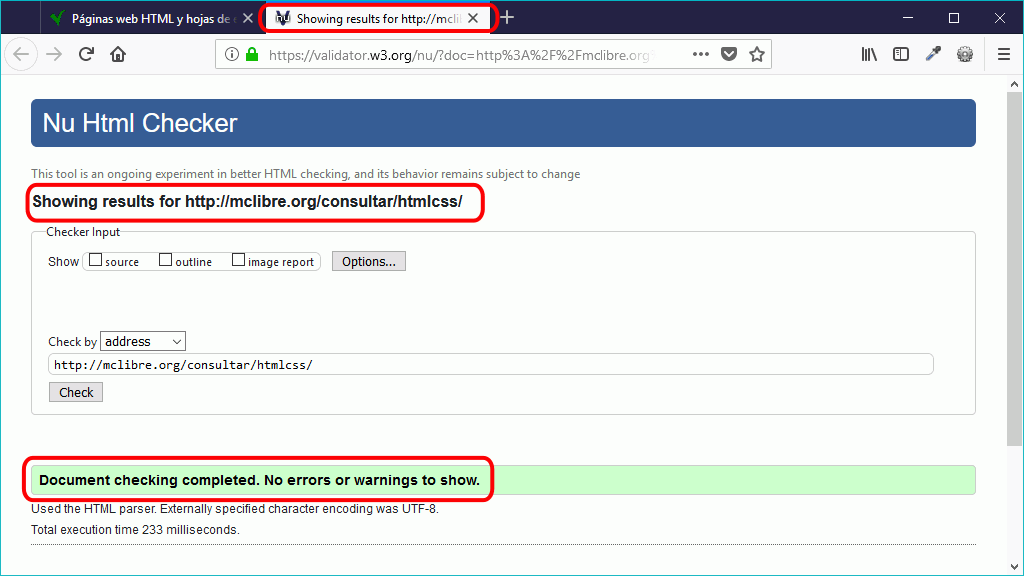 Páginas web HTML y hojas de
Showing results for http://mcli
https://validator.w3.org/nu/?doc=http%3A%2F%2Fmclibre.org
Nu Html Checker
This tool is an ongoing experiment in better HTML checking, and its behavior remains subject to change
Showing results for http://mclibre.org/consultar/htmlcss/
Checker Input
Show source outline image report Options...
Check by address
http://mclibre.org/consultar/htmlcss/
Check
Document checking completed. No errors or warnings to show.
Used the HTML parser. Externally specified character encoding was UTF-8.
Total execution time 233 milliseconds.